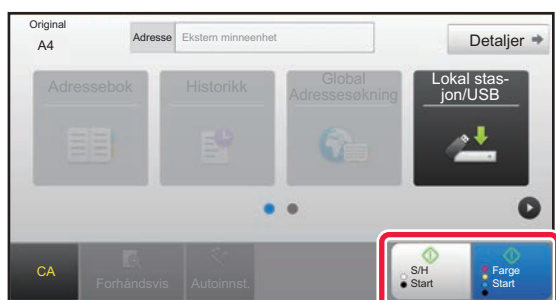 Original
A4
Adresse
Ekstern minneenhet
Detaljer
Adressebok
Historikk
Global
Adressesøkning
Lokal stas-
jon/USB
CA
Forhåndsvis
Autoinnst.
S/H
Start
Farge
Start